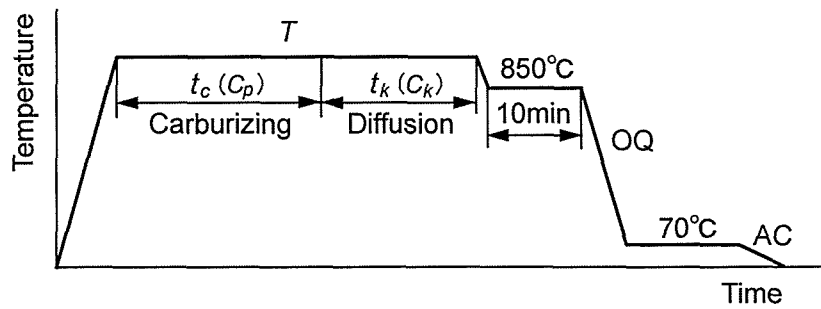 Temperature
T
850°C
t_c (C_p)
t_k (C_k)
10min
Carburizing
Diffusion
OQ
70°C
AC
Time